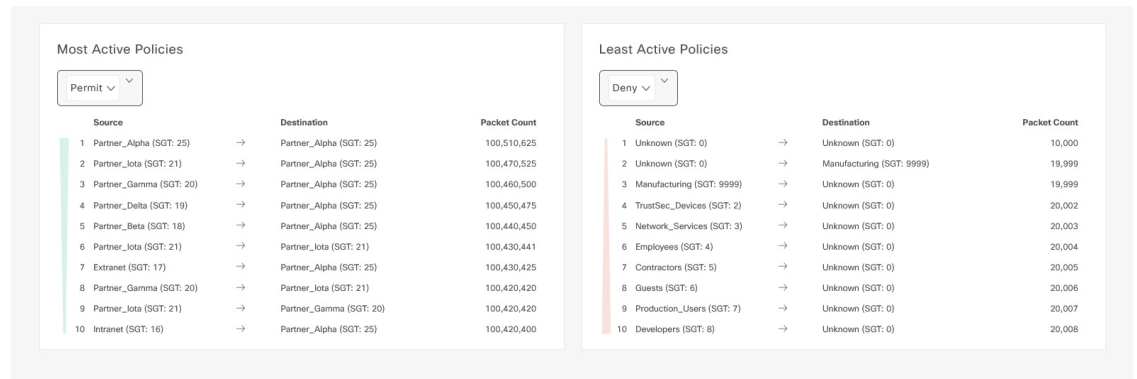 Most Active Policies
Permit
Source Destination Packet Count
1 Partner_Alpha (SGT: 25) → Partner_Alpha (SGT: 25) 100,510,625
2 Partner_Iota (SGT: 21) → Partner_Alpha (SGT: 25) 100,470,525
3 Partner_Gamma (SGT: 20) → Partner_Alpha (SGT: 25) 100,460,500
4 Partner_Delta (SGT: 19) → Partner_Alpha (SGT: 25) 100,450,475
5 Partner_Beta (SGT: 18) → Partner_Alpha (SGT: 25) 100,440,450
6 Partner_Iota (SGT: 21) → Partner_Iota (SGT: 21) 100,430,441
7 Extranet (SGT: 17) → Partner_Alpha (SGT: 25) 100,430,425
8 Partner_Gamma (SGT: 20) → Partner_Iota (SGT: 21) 100,420,420
9 Partner_Iota (SGT: 21) → Partner_Gamma (SGT: 20) 100,420,420
10 Intranet (SGT: 16) → Partner_Alpha (SGT: 25) 100,420,400
Least Active Policies
Deny
Source Destination Packet Count
1 Unknown (SGT: 0) → Unknown (SGT: 0) 10,000
2 Unknown (SGT: 0) → Manufacturing (SGT: 9999) 19,999
3 Manufacturing (SGT: 9999) → Unknown (SGT: 0) 19,999
4 TrustSec_Devices (SGT: 2) → Unknown (SGT: 0) 20,002
5 Network_Services (SGT: 3) → Unknown (SGT: 0) 20,003
6 Employees (SGT: 4) → Unknown (SGT: 0) 20,004
7 Contractors (SGT: 5) → Unknown (SGT: 0) 20,005
8 Guests (SGT: 6) → Unknown (SGT: 0) 20,006
9 Production_Users (SGT: 7) → Unknown (SGT: 0) 20,007
10 Developers (SGT: 8) → Unknown (SGT: 0) 20,008